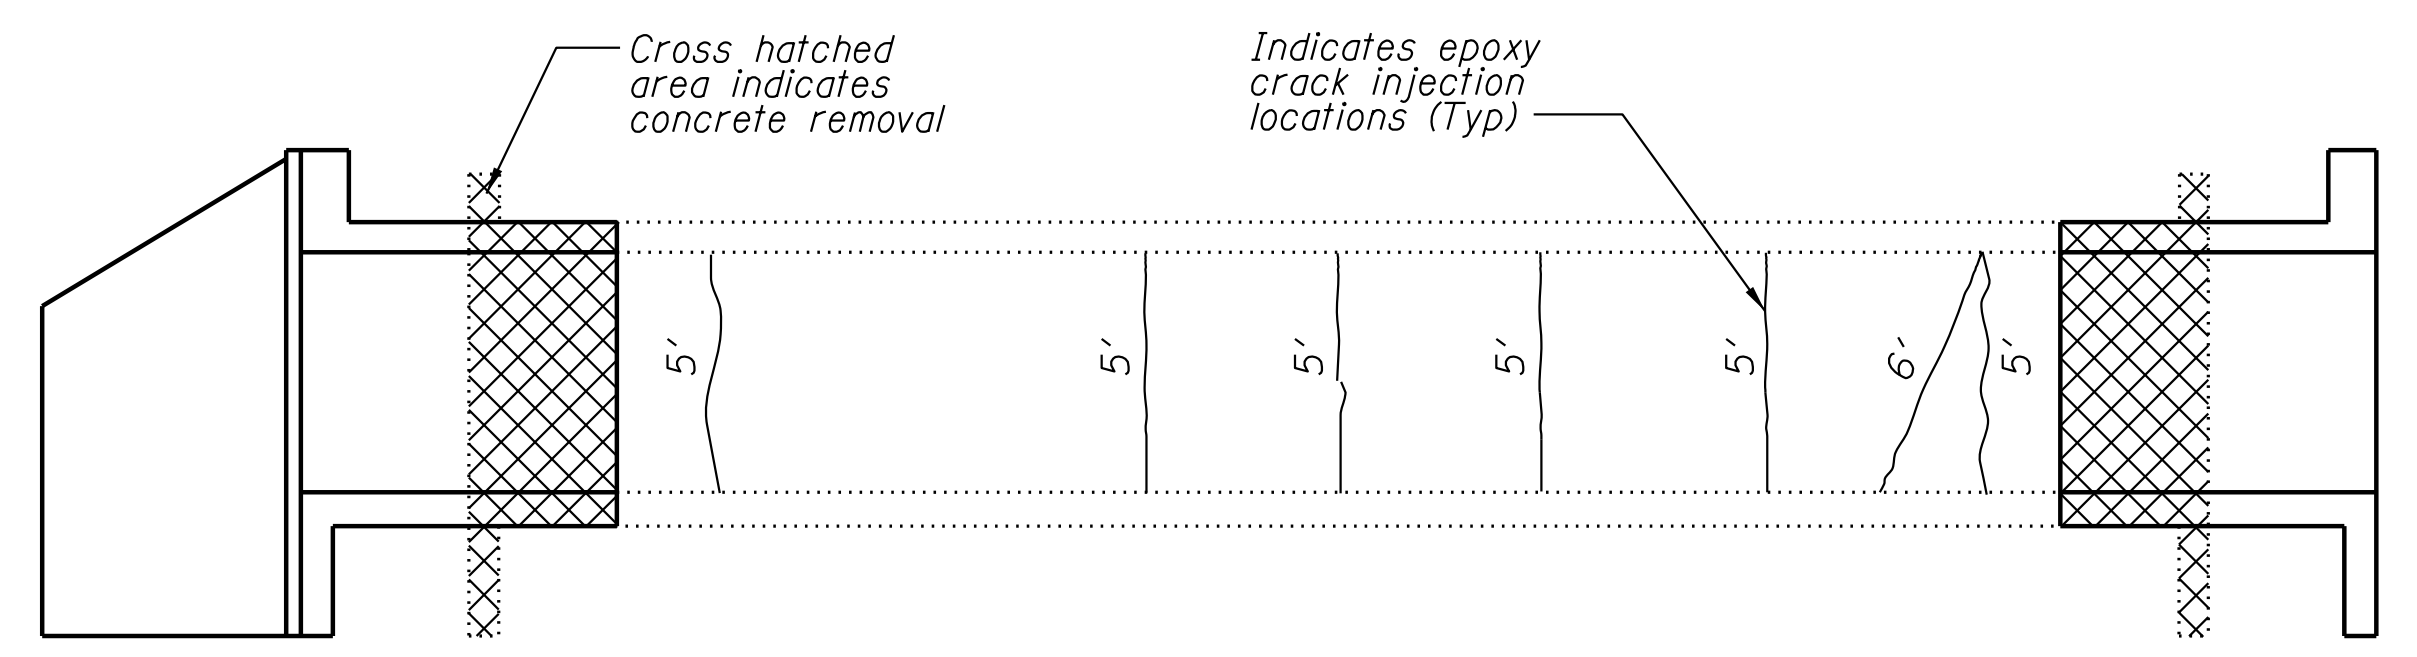 Cross hatched
area indicates
concrete removal
Indicates epoxy
crack injection
locations (Typ)
5'
5'
5'
5'
5'
6'
5'